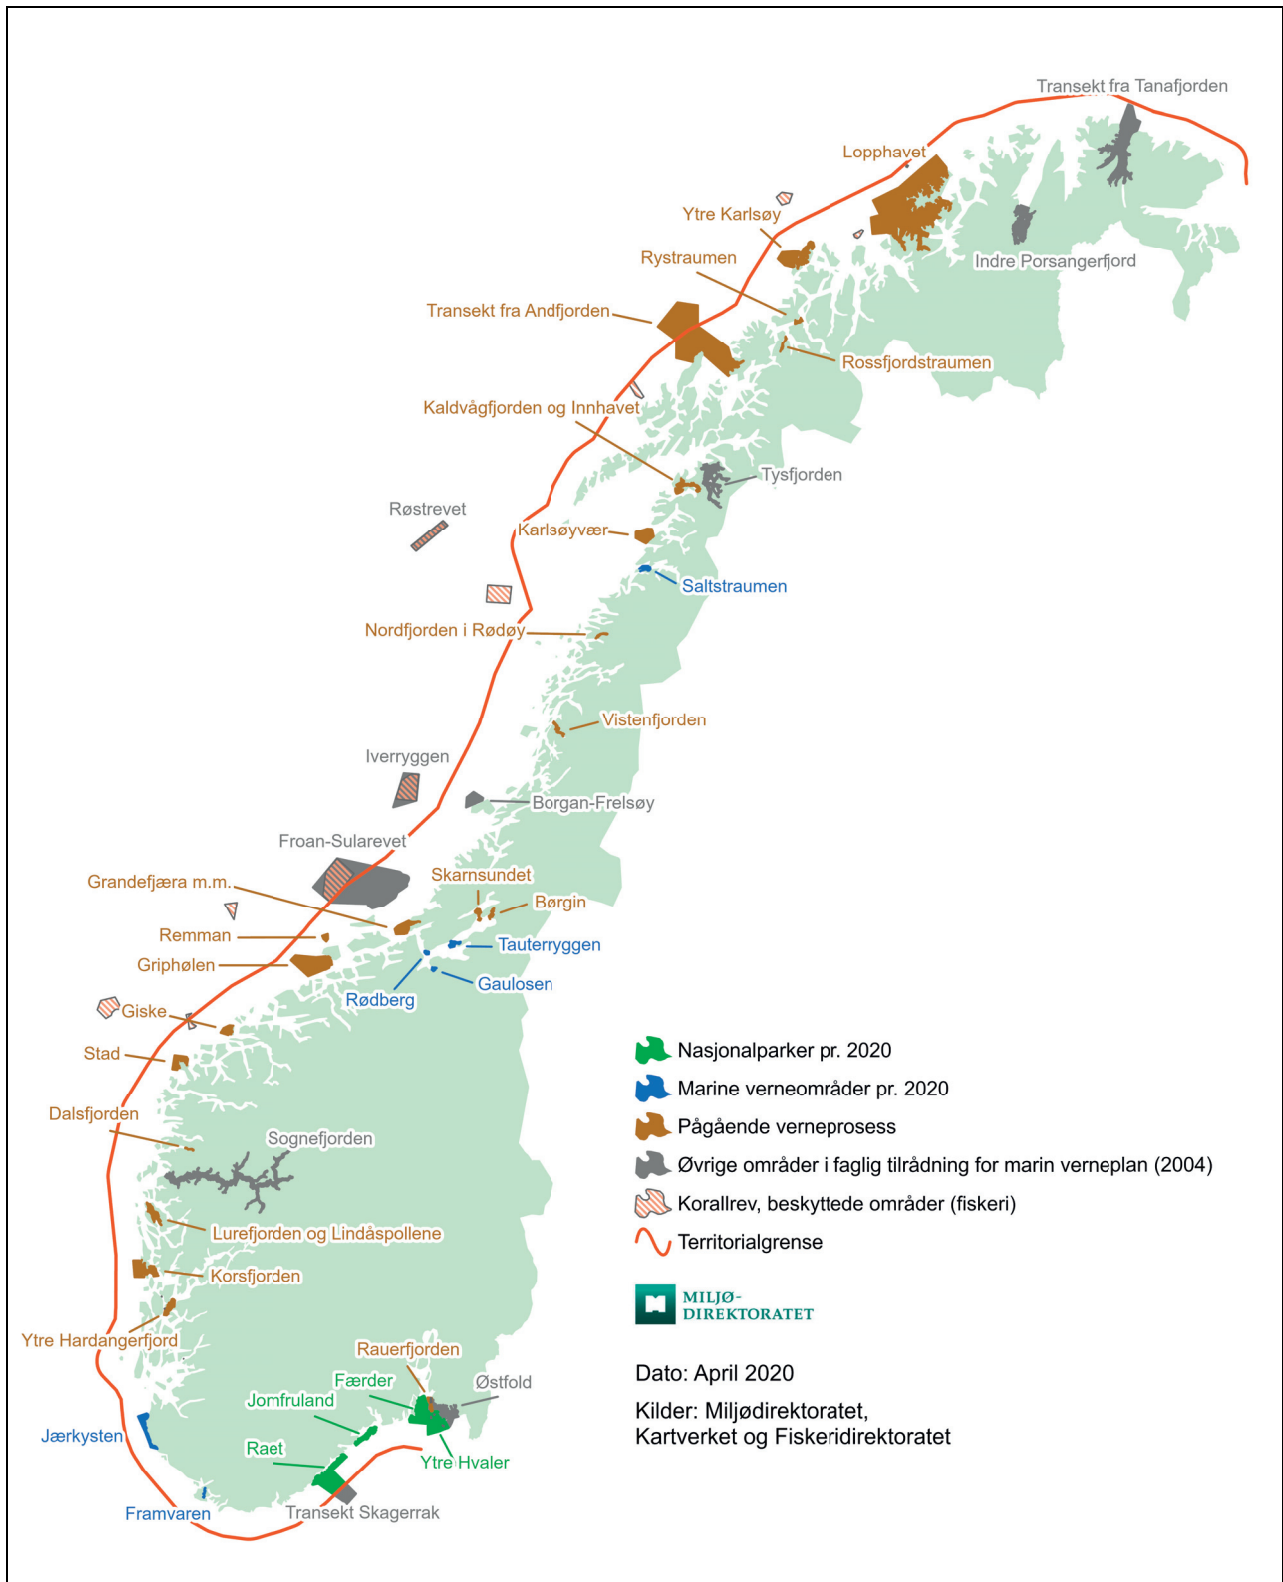 Transekt fra Tanafjorden
Lopphavet
Ytre Karlsøy
Rystraumen
Indre Porsangerfjord
Transekt fra Andfjorden
Rossfjordstraumen
Kaldvågfjorden og Innhavet
Tysfjorden
Røstrevet
Karlsøyvær
Saltstraumen
Nordfjorden i Rødøy
Vistenfjorden
Iverryggen
Borgan-Frelsøy
Froan-Sularevet
Grandefjæra m.m.
Skarnsundet
Børgin
Remman
Tauterryggen
Griphølen
Gaulosen
Rødberg
Giske
Stad
Dalsfjorden
Sognefjorden
Lurefjorden og Lindåspollene
Korsfjorden
Ytre Hardangerfjord
Rauerfjorden
Færder
Østfold
Jomfruland
Jærkysten
Raet
Ytre Hvaler
Framvaren
Transekt Skagerrak
Nasjonalparker pr. 2020
Marine verneområder pr. 2020
Pågående verneprosess
Øvrige områder i faglig tilrådning for marin verneplan (2004)
Korallrev, beskyttede områder (fiskeri)
Territorialgrense
MILJØ-
DIREKTORATET
Dato: April 2020
Kilder: Miljødirektoratet,
Kartverket og Fiskeridirektoratet